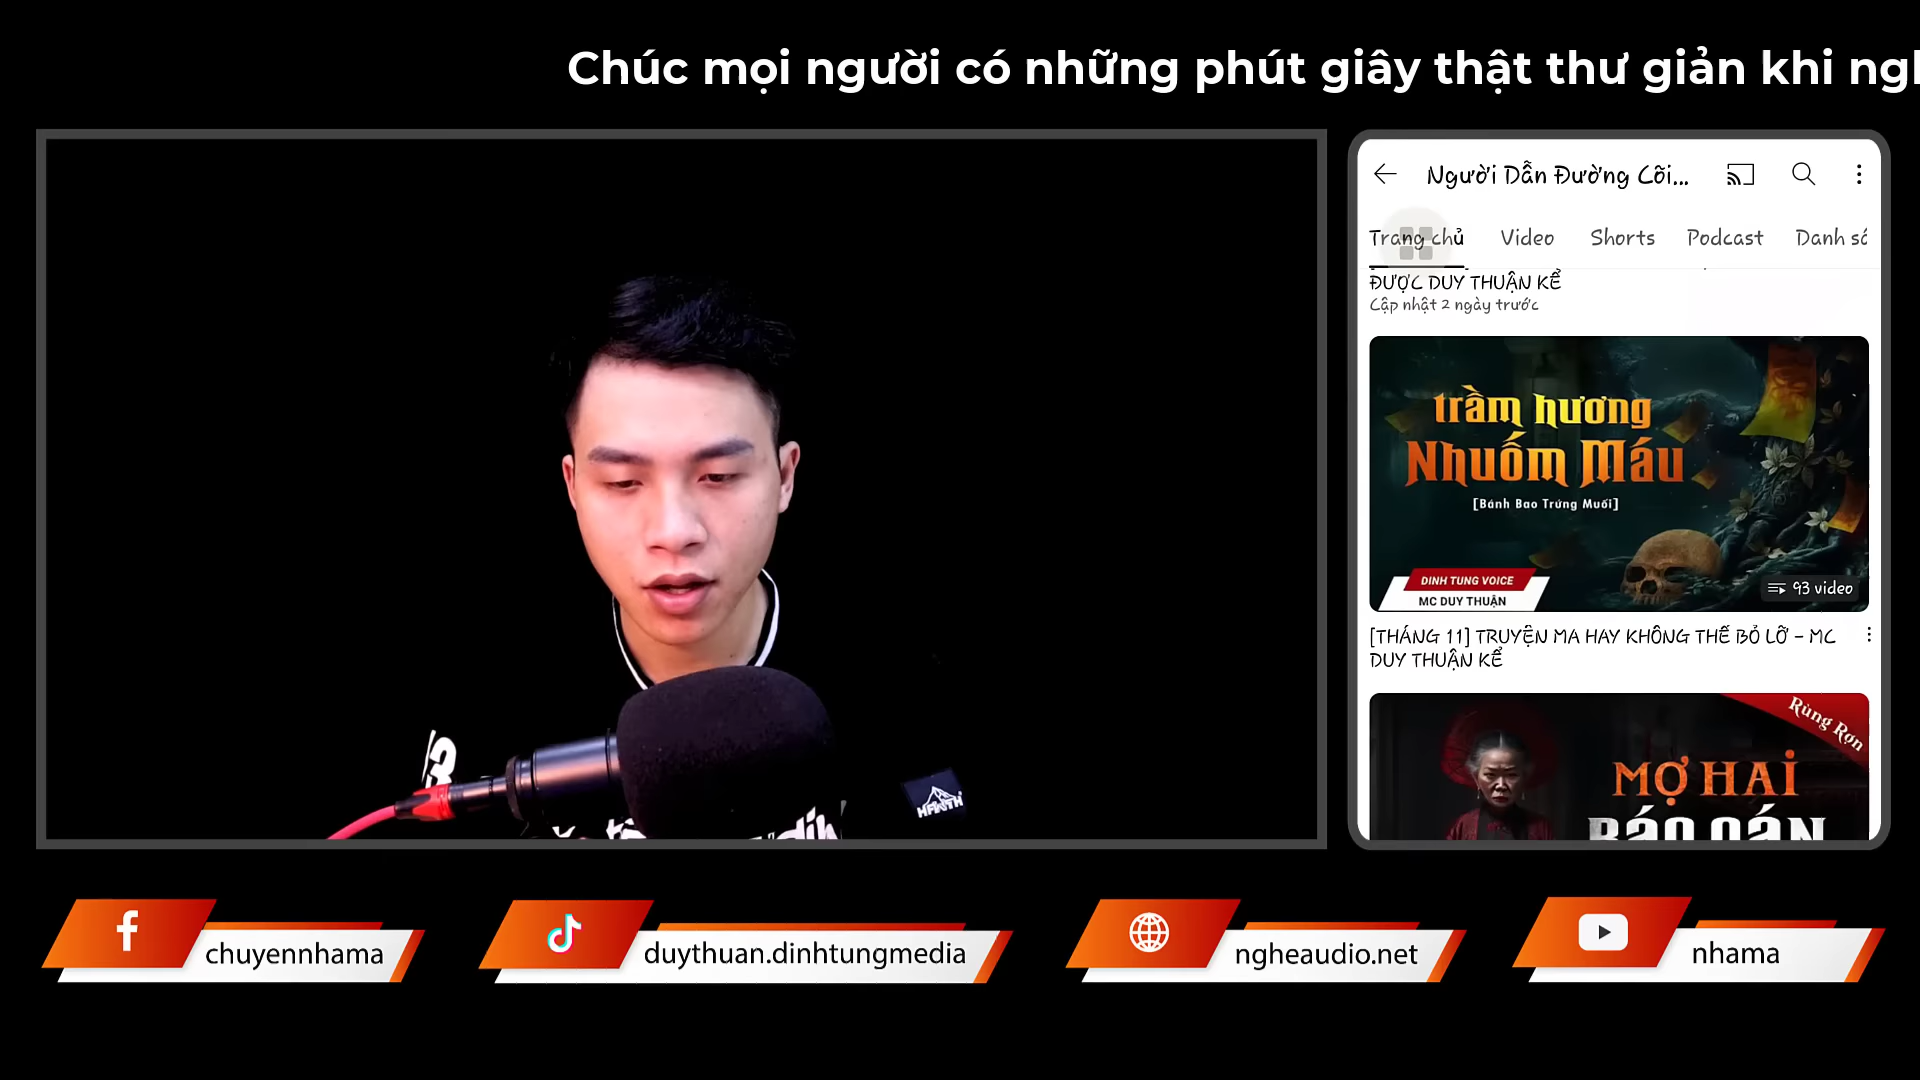 Chúc mọi người có những phút giây thật thư giản khi
Người Dẫn Đường Cõi...
Trang chủ
Video
Shorts
Podcast
Danh
ĐƯỢC DUY THUẬN KỂ
Cập nhật 2 ngày trước
trầm hương
Nhuốm Máu
[Bánh Bao Trứng Muối]
DINH TUNG VOICE
MC DUY THUẬN
93 video
[THÁNG 11] TRUYỆN MA HAY KHÔNG THỂ BỎ LỠ - MC
DUY THUẬN KỂ
Rùng Rợn
MỢ HAI
BÁO OÁN
chuyennhama
duythuan.dinhtungmedia
ngheaudio.net
nhama